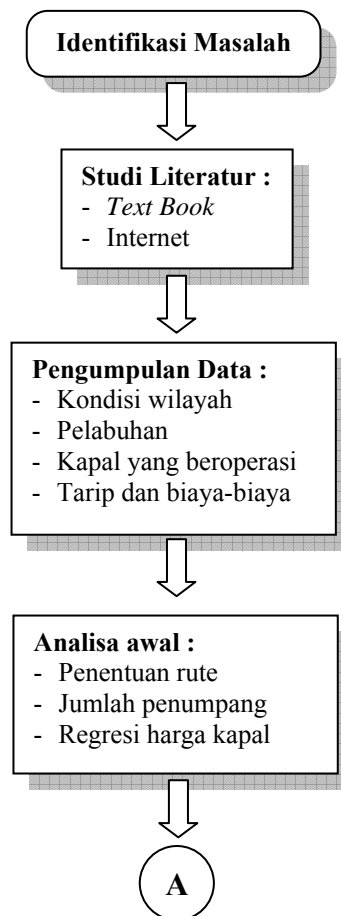 Identifikasi Masalah
Studi Literatur :
- Text Book
- Internet
Pengumpulan Data :
- Kondisi wilayah
- Pelabuhan
- Kapal yang beroperasi
- Tarip dan biaya-biaya
Analisa awal :
- Penentuan rute
- Jumlah penumpang
- Regresi harga kapal
A